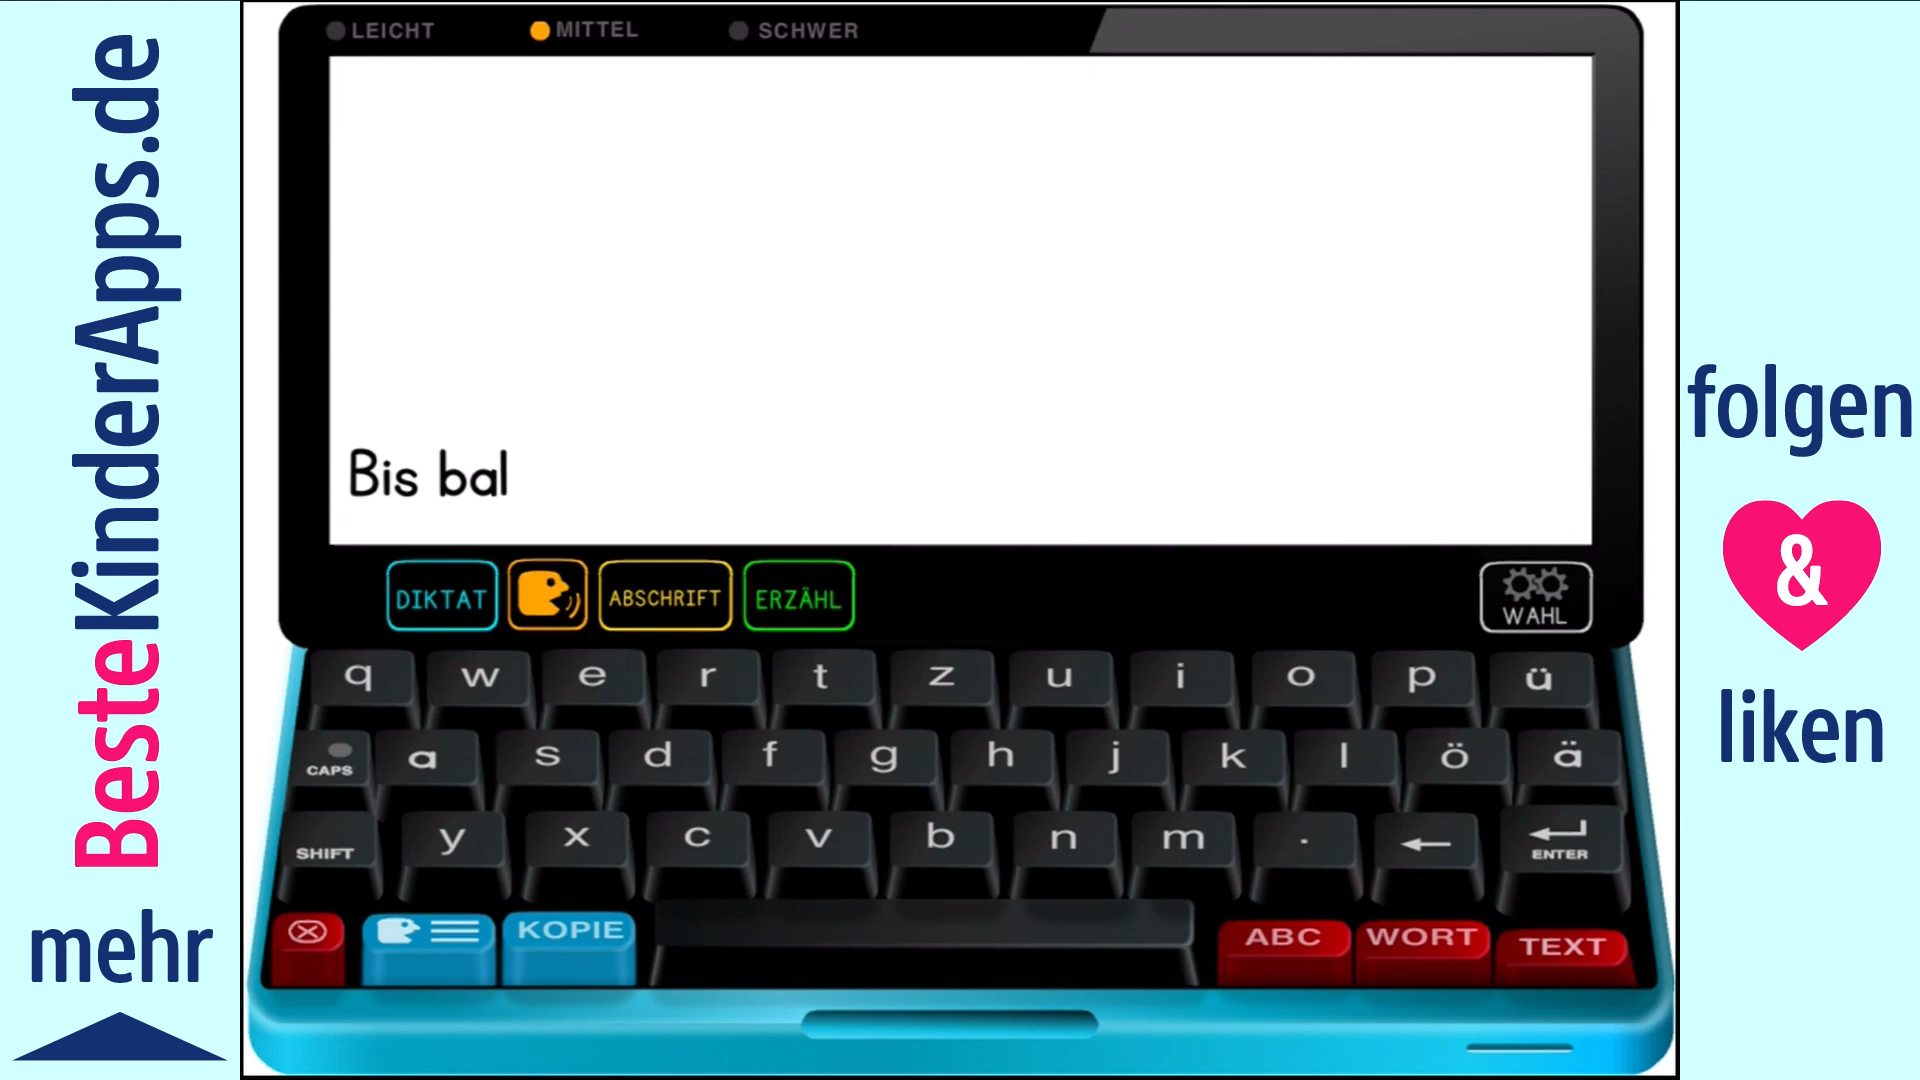 BesteKinderApps.de
mehr
LEICHT MITTEL SCHWER
Bis bal
DIKTAT ABSCHRIFT ERZÄHL WAHL
q w e r t z u i o p ü
CAPS a s d f g h j k l ö ä
SHIFT y x c v b n m . ← ENTER
KOPIE ABC WORT TEXT
folgen
&
liken